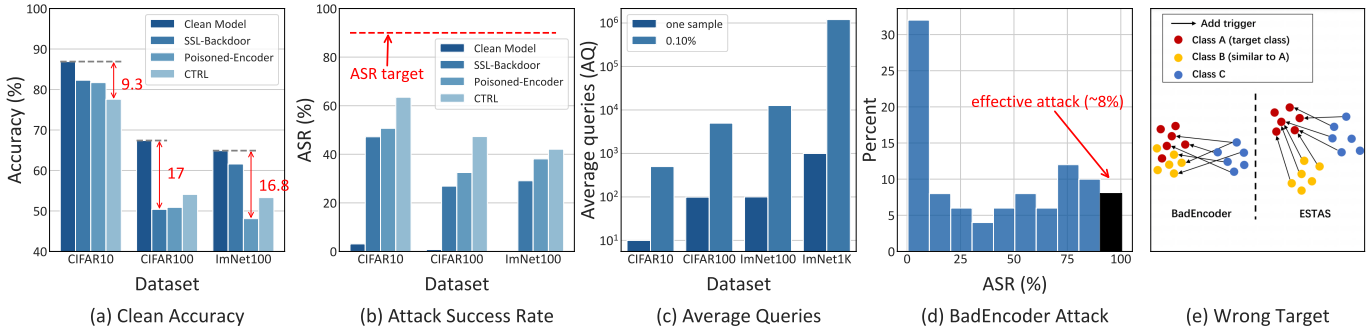 100
90
80
70
60
50
40
Accuracy (%)
Clean Model
SSL-Backdoor
Poisoned-Encoder
CTRL
9.3
17
16.8
CIFAR10
CIFAR100
ImNet100
Dataset
(a) Clean Accuracy
100
80
60
40
20
0
ASR (%)
ASR target
Clean Model
SSL-Backdoor
Poisoned-Encoder
CTRL
CIFAR10
CIFAR100
ImNet100
Dataset
(b) Attack Success Rate
10⁶
10⁵
10⁴
10³
10²
10¹
Average queries (AQ)
one sample
0.10%
CIFAR10
CIFAR100
ImNet100
ImNet1K
Dataset
(c) Average Queries
30
25
20
15
10
5
0
Percent
effective attack (~8%)
0
25
50
75
100
ASR (%)
(d) BadEncoder Attack
Add trigger
Class A (target class)
Class B (similar to A)
Class C
BadEncoder
ESTAS
(e) Wrong Target